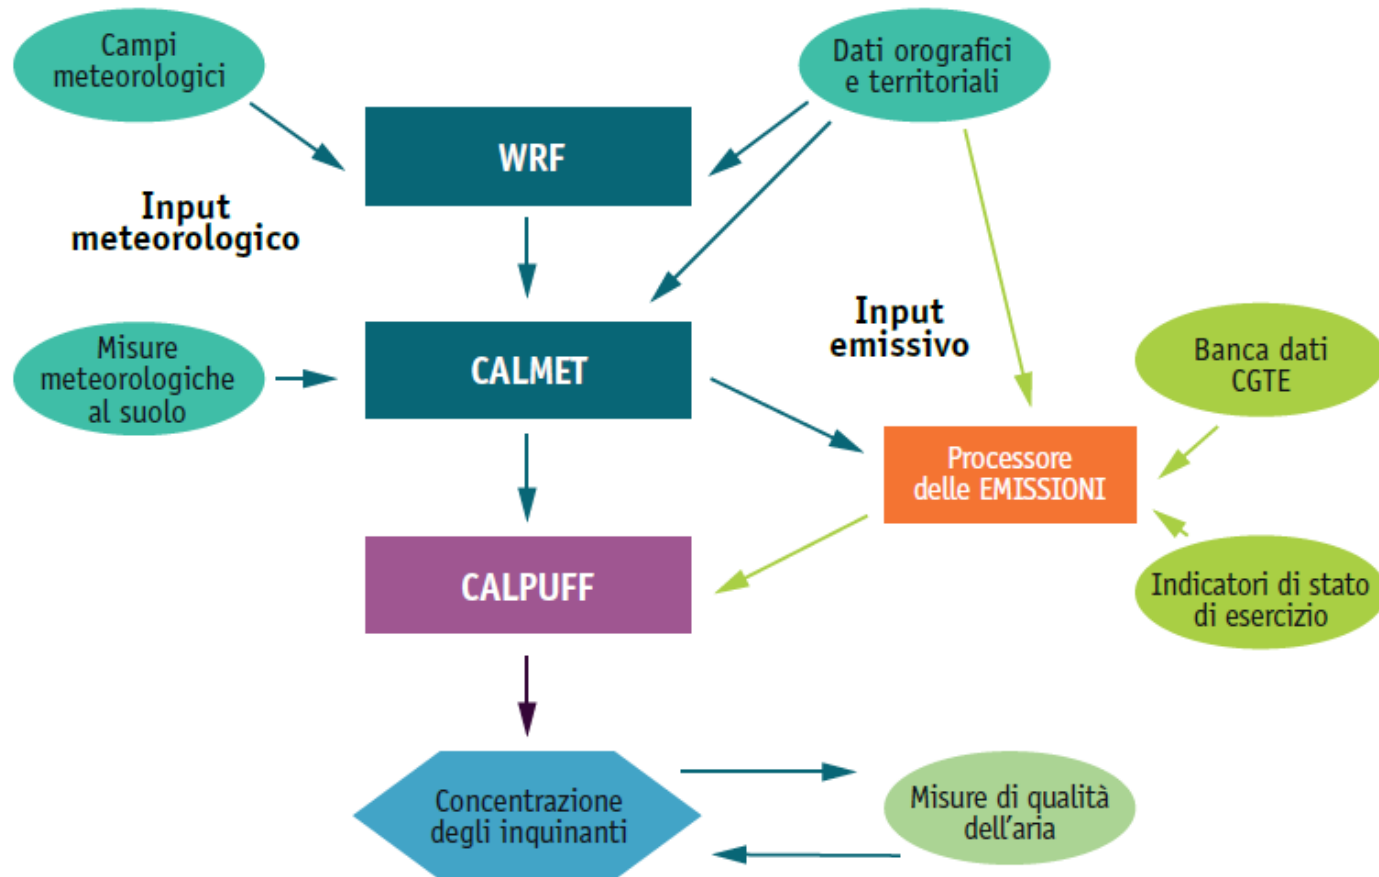 Campi
meteorologici
Dati orografici
e territoriali
WRF
Input
meteorologico
Misure
meteorologiche
al suolo
CALMET
Input
emissivo
Banca dati
CGTE
Processore
delle EMISSIONI
CALPUFF
Indicatori di stato
di esercizio
Concentrazione
degli inquinanti
Misure di qualità
dell'aria